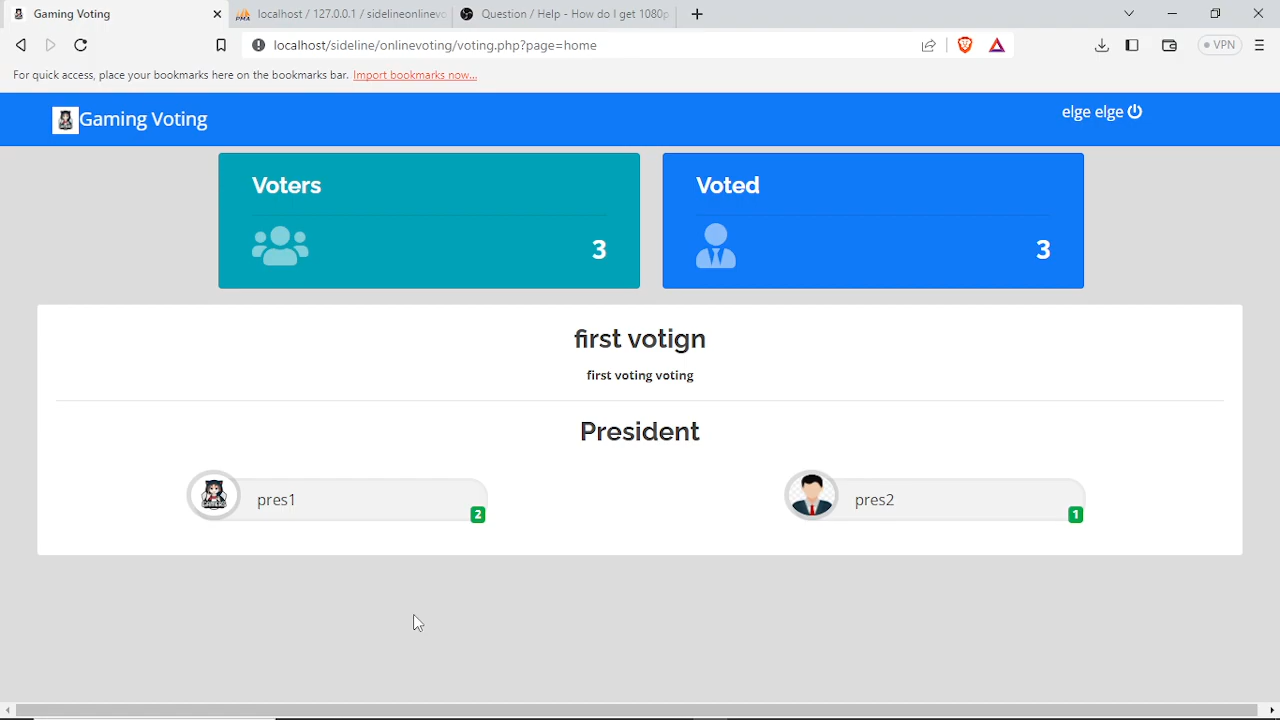 Gaming Voting
localhost / 127.0.0.1 / sidelineonlinevo
Question / Help - How do I get 1080p
localhost/sideline/onlinevoting/voting.php?page=home
VPN
For quick access, place your bookmarks here on the bookmarks bar. Import bookmarks now...
Gaming Voting
elge elge
Voters
3
Voted
3
first votign
first voting voting
President
pres1
2
pres2
1